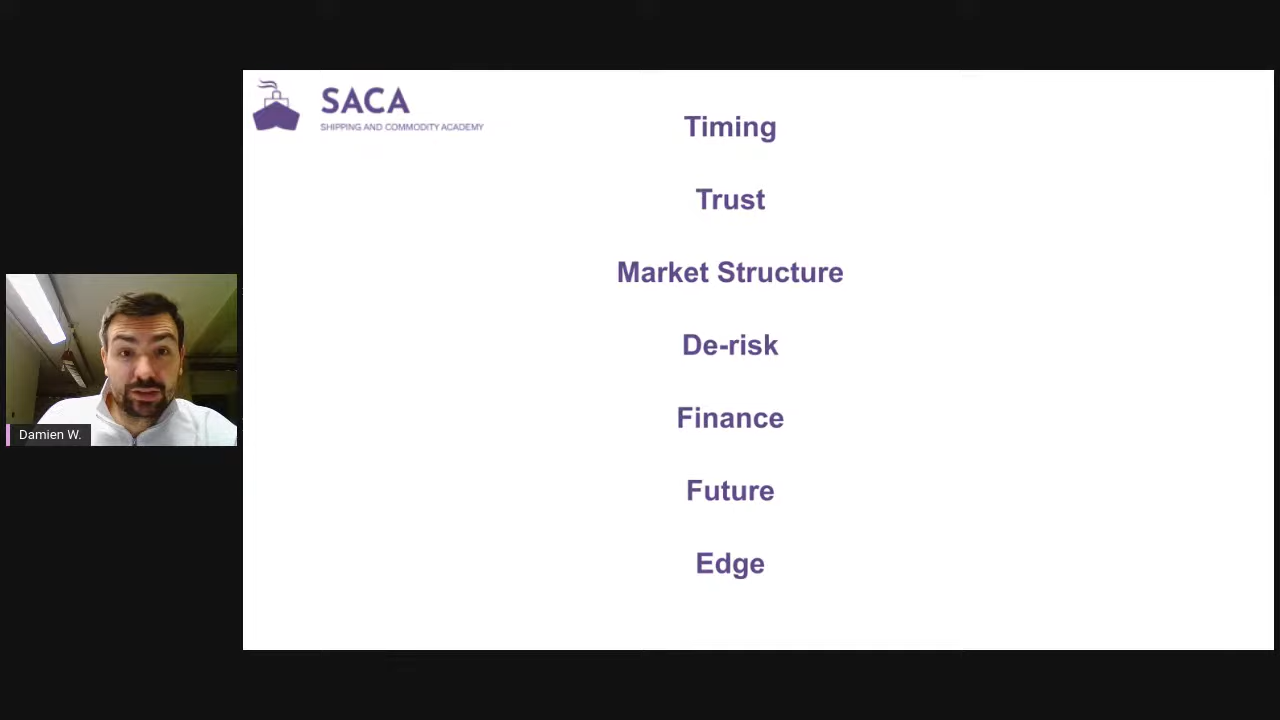 SACA
SHIPPING AND COMMODITY ACADEMY
Timing
Trust
Market Structure
De-risk
Finance
Future
Edge
Damien W.